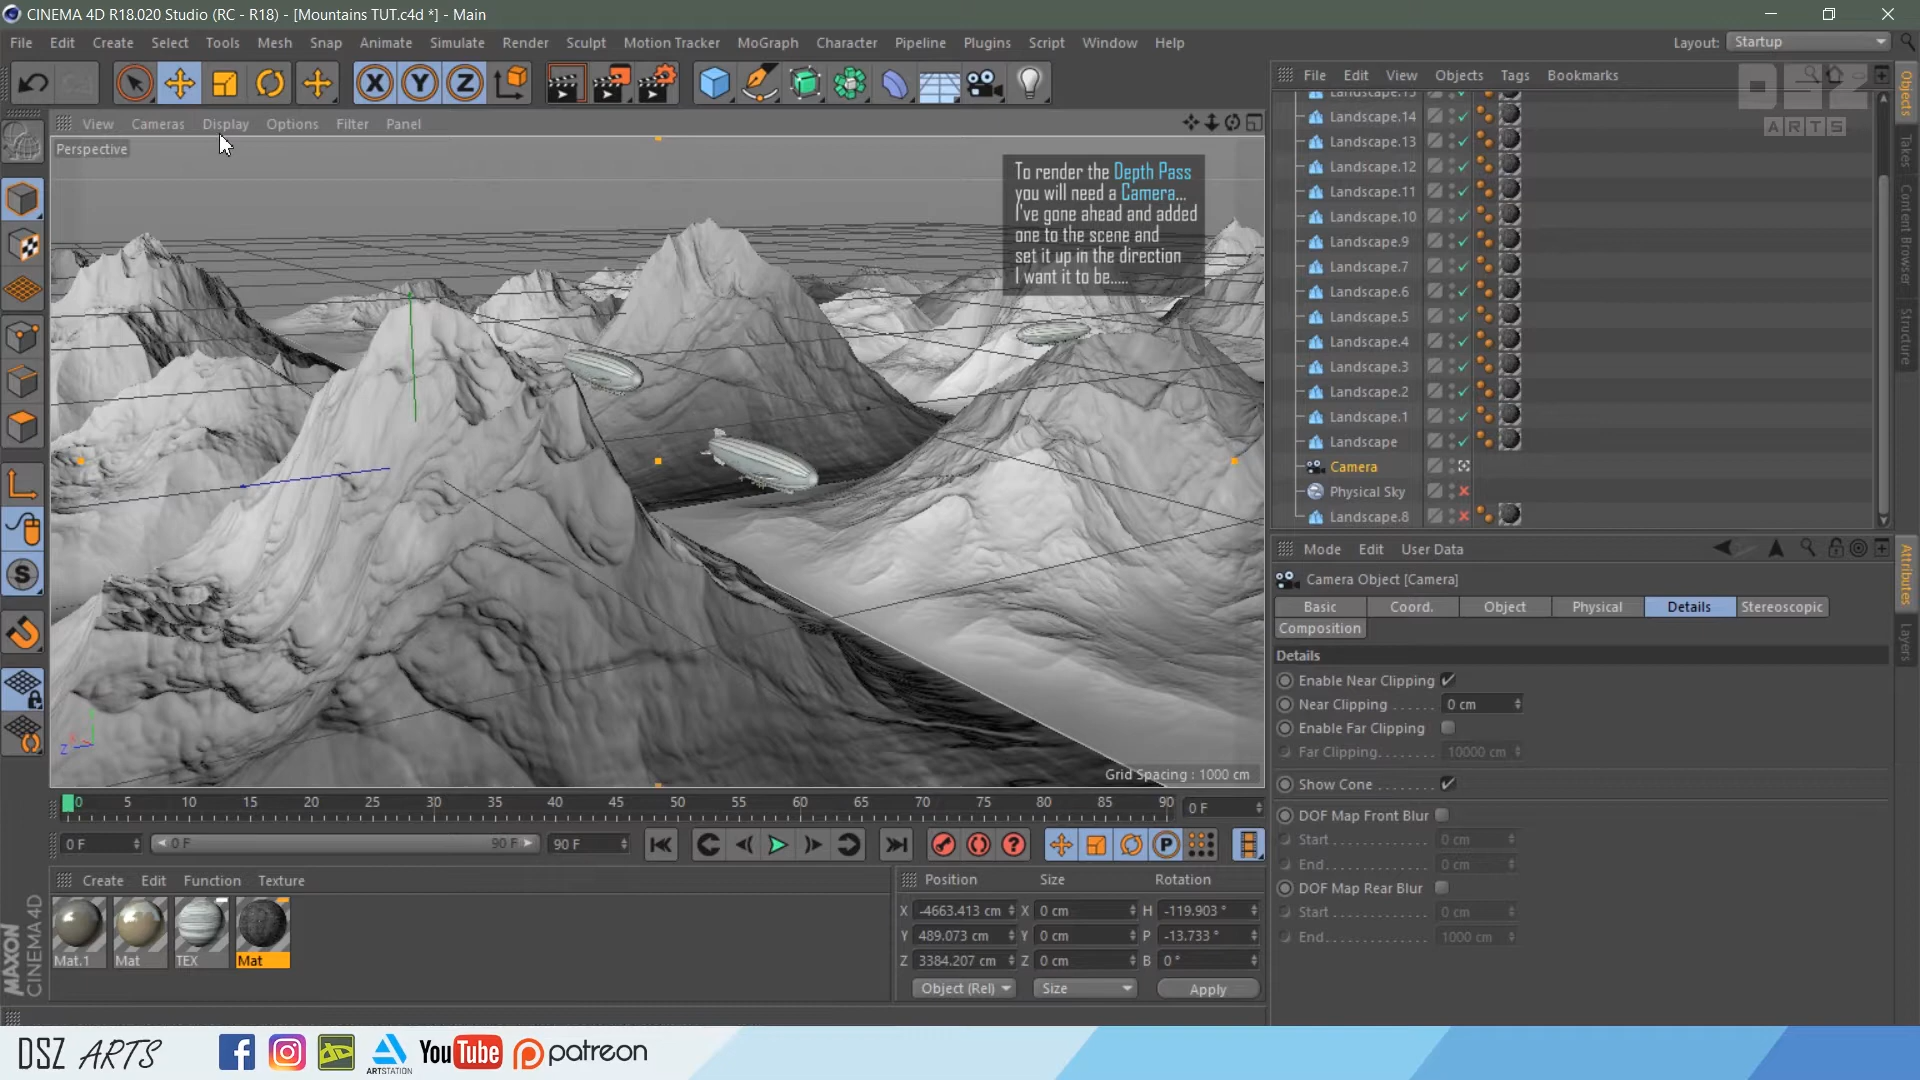 CINEMA 4D R18.020 Studio (RC - R18) - [Mountains TUT.c4d *] - Main
File Edit Create Select Tools Mesh Snap Animate Simulate Render Sculpt Motion Tracker MoGraph Character Pipeline Plugins Script Window Help Layout: Startup
X Y Z
File Edit View Objects Tags Bookmarks
DSZ
ARTS
View Cameras Display Options Filter Panel
Perspective
To render the Depth Pass
you will need a Camera...
I've gone ahead and added
one to the scene and
set it up in the direction
I want it to be.....
Z
Grid Spacing : 1000 cm
Landscape.15
Landscape.14
Landscape.13
Landscape.12
Landscape.11
Landscape.10
Landscape.9
Landscape.7
Landscape.6
Landscape.5
Landscape.4
Landscape.3
Landscape.2
Landscape.1
Landscape
Camera
Physical Sky
Landscape.8
Objects
Takes
Content Browser
Structure
Mode Edit User Data
Camera Object [Camera]
Basic Coord. Object Physical Details Stereoscopic
Composition
Details
Enable Near Clipping
Near Clipping ...... 0 cm
Enable Far Clipping
Far Clipping........ 10000 cm
Show Cone ........
DOF Map Front Blur
Start ............. 0 cm
End............... 0 cm
DOF Map Rear Blur
Start ............. 0 cm
End............... 1000 cm
Attributes
Layers
S
0 5 10 15 20 25 30 35 40 45 50 55 60 65 70 75 80 85 90 0 F
0 F 0 F 90 F 90 F
? P
Create Edit Function Texture
Mat.1 Mat TEX Mat
Position Size Rotation
X -4663.413 cm X 0 cm H -119.903 °
Y 489.073 cm Y 0 cm P -13.733 °
Z 3384.207 cm Z 0 cm B 0 °
Object (Rel) Size Apply
MAXON
CINEMA 4D
DSZ ARTS
ARTSTATION
YouTube
patreon